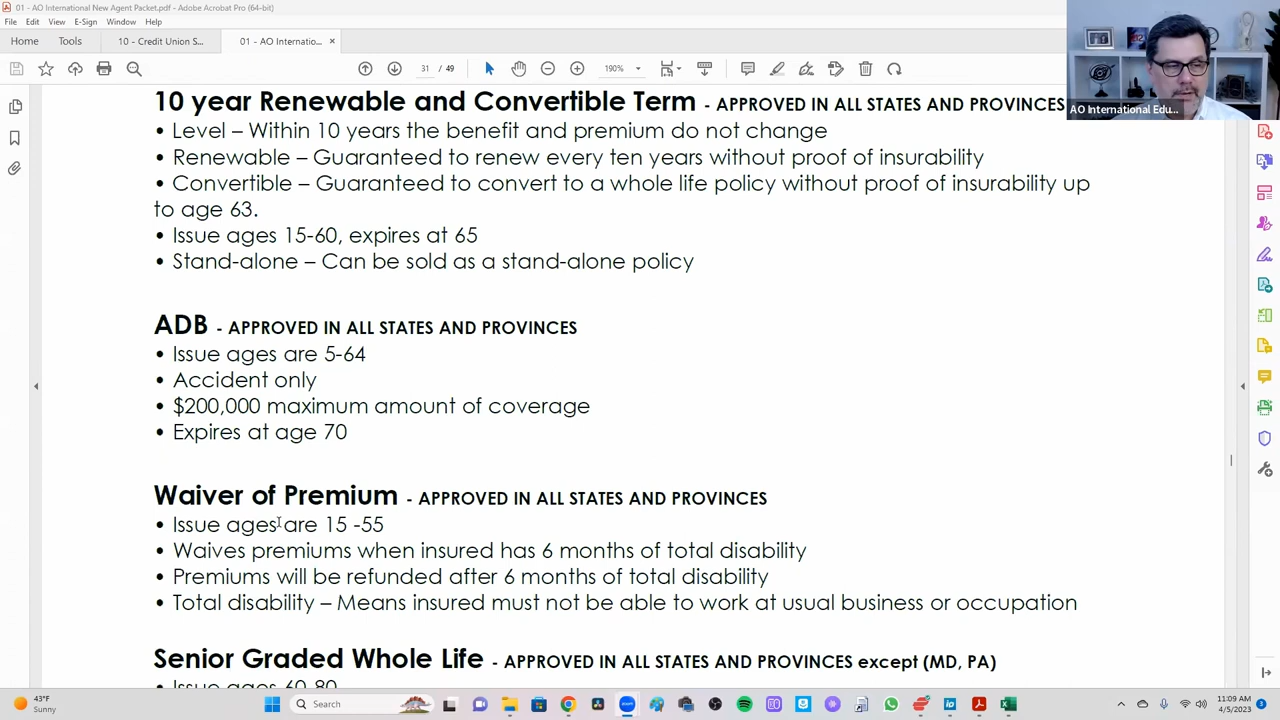 01 - AO International New Agent Packet.pdf - Adobe Acrobat Pro (64-bit)
File Edit View E-Sign Window Help
Home Tools 10 - Credit Union S... 01 - AO Internatio... ×
31 / 49 190%
AO International Edu...
10 year Renewable and Convertible Term - APPROVED IN ALL STATES AND PROVINCES
• Level – Within 10 years the benefit and premium do not change
• Renewable – Guaranteed to renew every ten years without proof of insurability
• Convertible – Guaranteed to convert to a whole life policy without proof of insurability up
to age 63.
• Issue ages 15-60, expires at 65
• Stand-alone – Can be sold as a stand-alone policy
ADB - APPROVED IN ALL STATES AND PROVINCES
• Issue ages are 5-64
• Accident only
• $200,000 maximum amount of coverage
• Expires at age 70
Waiver of Premium - APPROVED IN ALL STATES AND PROVINCES
• Issue ages are 15 -55
• Waives premiums when insured has 6 months of total disability
• Premiums will be refunded after 6 months of total disability
• Total disability – Means insured must not be able to work at usual business or occupation
Senior Graded Whole Life - APPROVED IN ALL STATES AND PROVINCES except (MD, PA)
• Issue ages 60-80
43°F
Sunny
Search
11:09 AM
4/5/2023